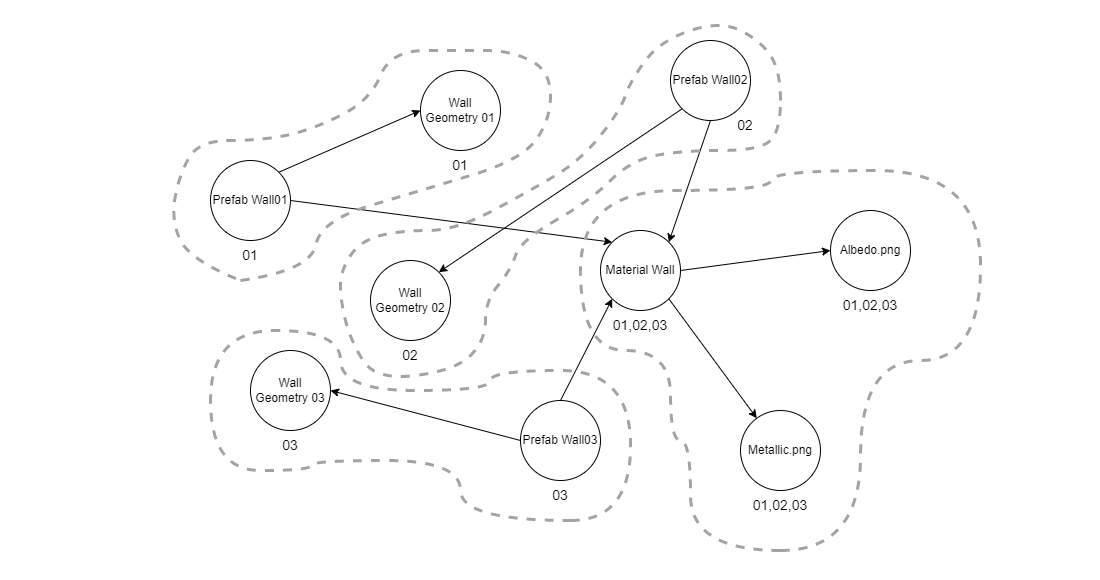 Prefab Wall02
02
Wall
Geometry 01
01
Prefab Wall01
01
Material Wall
01,02,03
Albedo.png
01,02,03
Wall
Geometry 02
02
Wall
Geometry 03
03
Prefab Wall03
03
Metallic.png
01,02,03